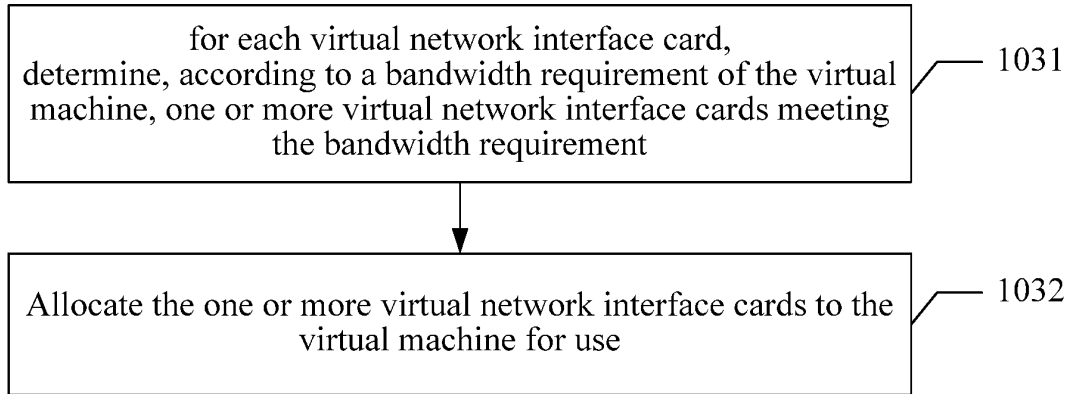 for each virtual network interface card,
determine, according to a bandwidth requirement of the virtual
machine, one or more virtual network interface cards meeting
the bandwidth requirement
1031
Allocate the one or more virtual network interface cards to the
virtual machine for use
1032